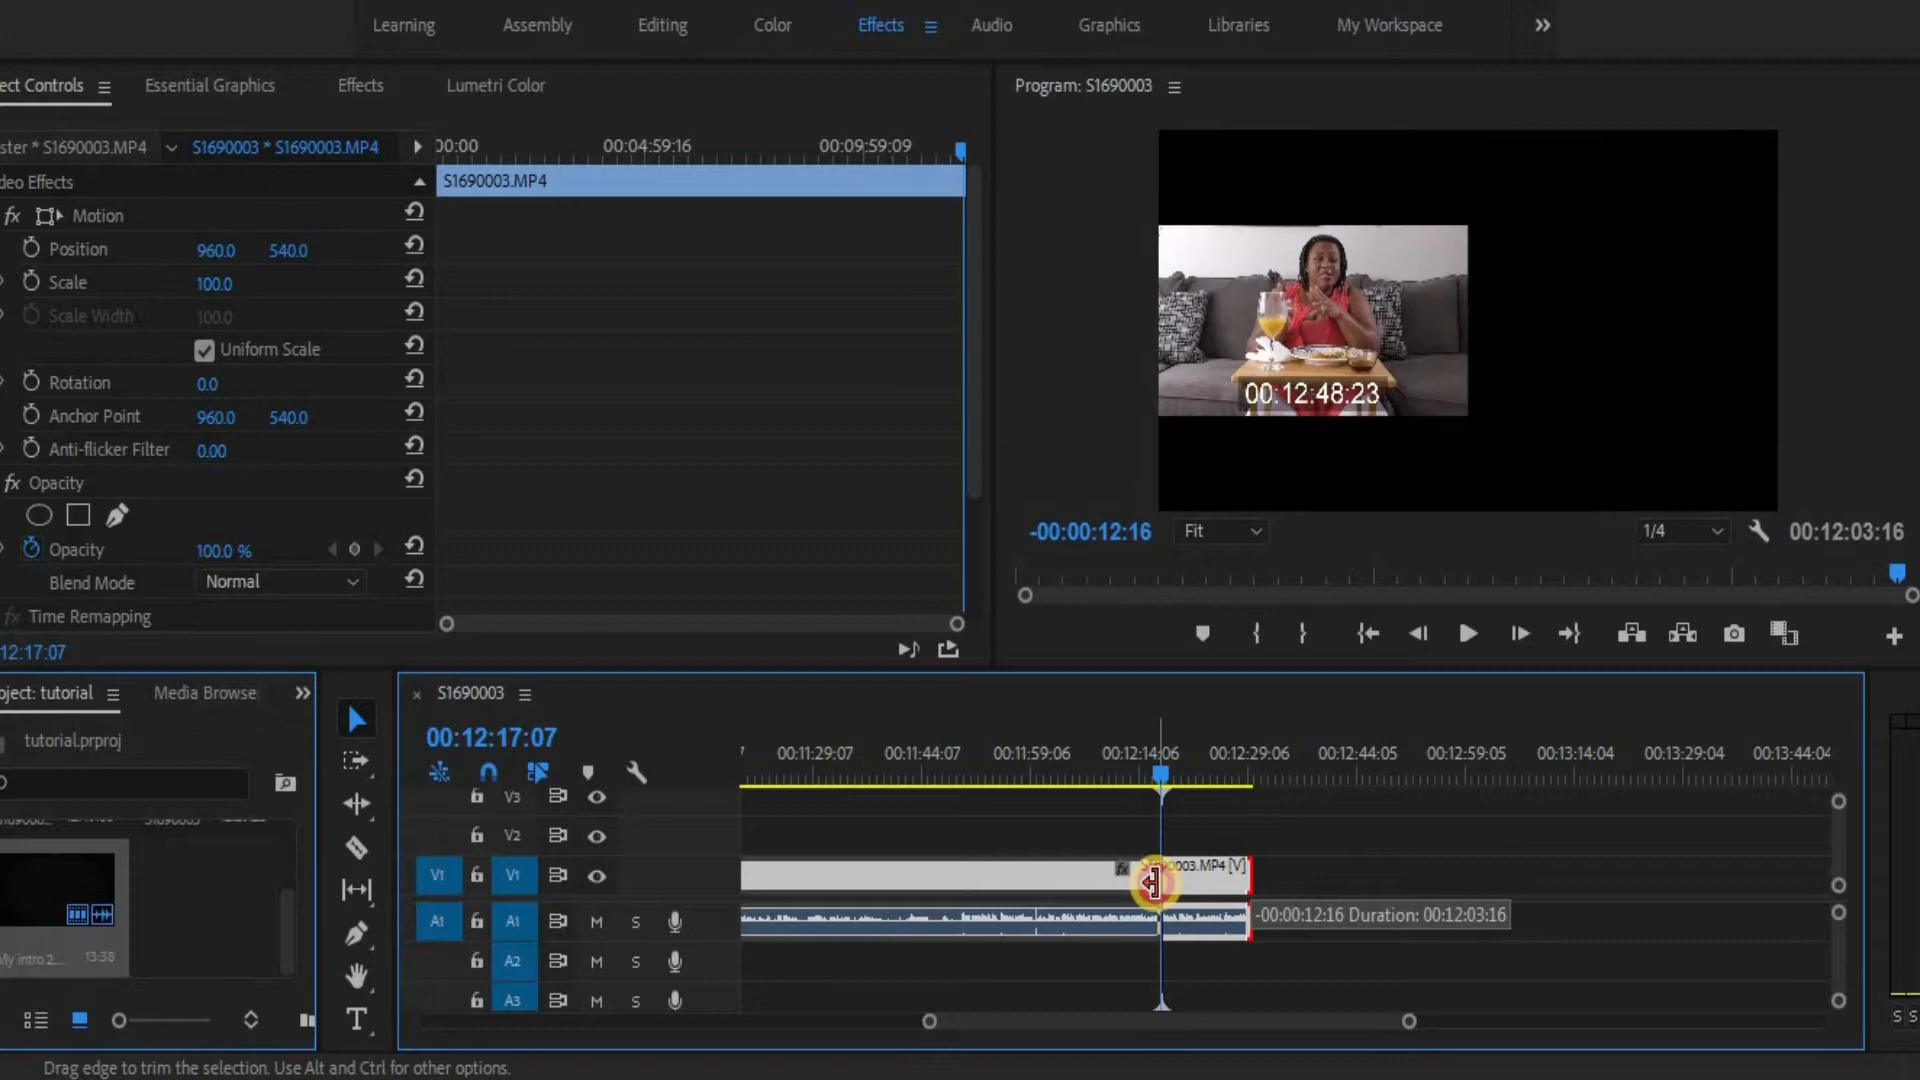 Learning Assembly Editing Color Effects Audio Graphics Libraries My Workspace
ect Controls Essential Graphics Effects Lumetri Color
Program: S1690003
ster * S1690003.MP4 S1690003 * S1690003.MP4
00:00 00:04:59:16 00:09:59:09
deo Effects
S1690003.MP4
fx Motion
Position 960.0 540.0
Scale 100.0
Scale Width 100.0
Uniform Scale
Rotation 0.0
Anchor Point 960.0 540.0
Anti-flicker Filter 0.00
fx Opacity
Opacity 100.0 %
Blend Mode Normal
fx Time Remapping
12:17:07
00:12:48:23
-00:00:12:16 Fit 1/4 00:12:03:16
oject: tutorial Media Browse
tutorial.prproj
My intro 2... 13:38
S1690003
00:12:17:07
7 00:11:29:07 00:11:44:07 00:11:59:06 00:12:14:06 00:12:29:06 00:12:44:05 00:12:59:05 00:13:14:04 00:13:29:04 00:13:44:04
V3
V2
V1 V1 fx 003.MP4 [V]
A1 A1 M S
-00:00:12:16 Duration: 00:12:03:16
A2 M S
A3 M S
T
S S
Drag edge to trim the selection. Use Alt and Ctrl for other options.